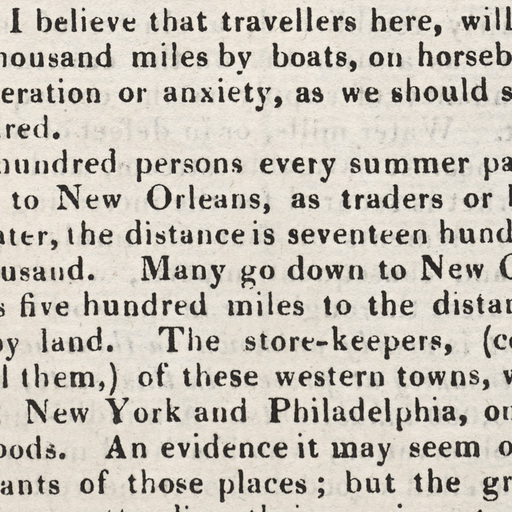 I believe that travellers here, will
housand miles by boats, on horseb
eration or anxiety, as we should s
red.
hundred persons every summer pa
to New Orleans, as traders or
ater, the distance is seventeen hund
ousand. Many go down to New O
s five hundred miles to the distan
by land. The store-keepers, (co
l them,) of these western towns,
New York and Philadelphia, on
oods. An evidence it may seem o
ants of those places; but the gr